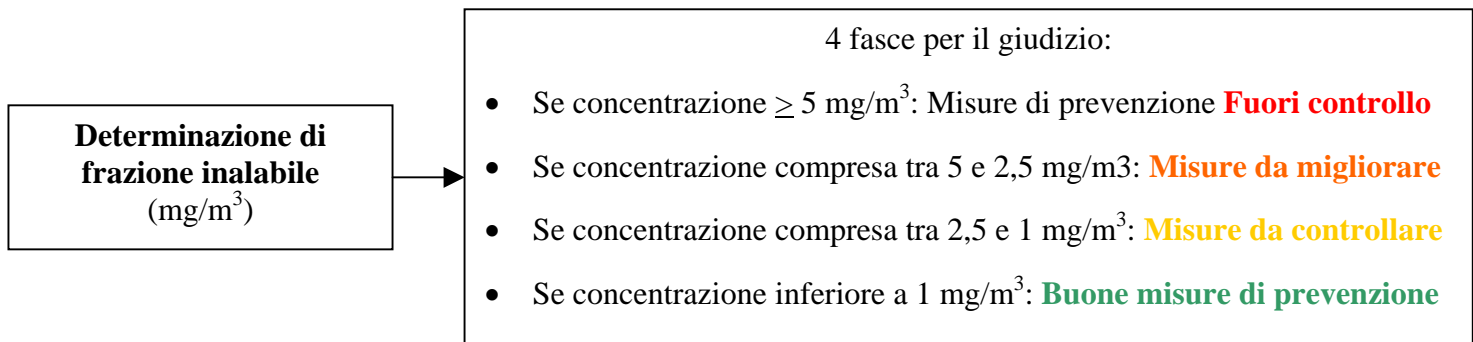 Determinazione di
frazione inalabile
(mg/m³)
4 fasce per il giudizio:
• Se concentrazione ≥ 5 mg/m³: Misure di prevenzione Fuori controllo
• Se concentrazione compresa tra 5 e 2,5 mg/m3: Misure da migliorare
• Se concentrazione compresa tra 2,5 e 1 mg/m³: Misure da controllare
• Se concentrazione inferiore a 1 mg/m³: Buone misure di prevenzione